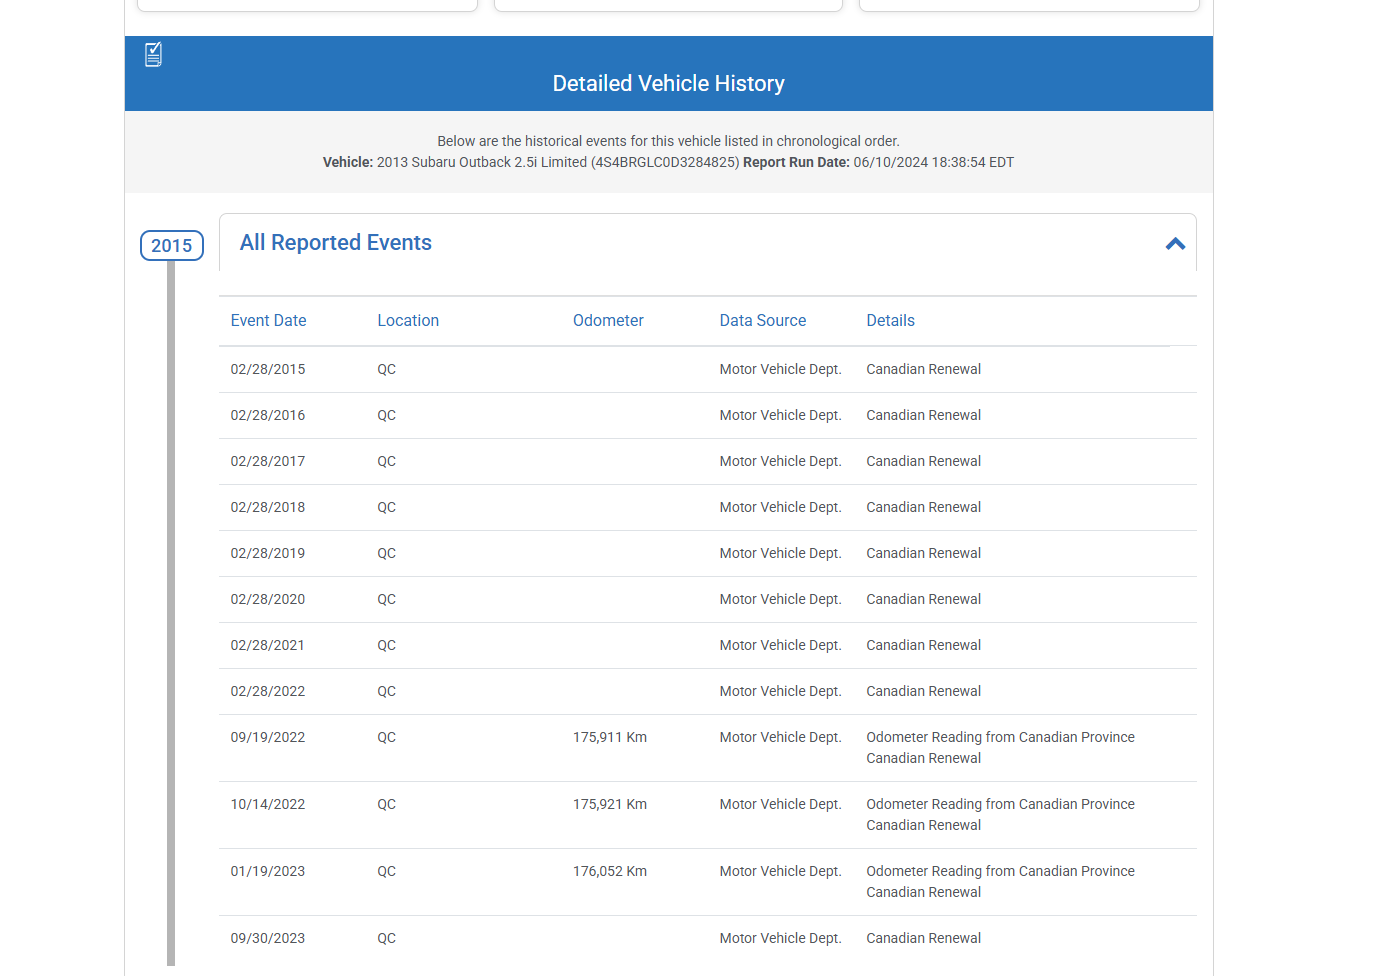 Detailed Vehicle History
Below are the historical events for this vehicle listed in chronological order.
Vehicle: 2013 Subaru Outback 2.5i Limited (4S4BRGLC0D3284825) Report Run Date: 06/10/2024 18:38:54 EDT
2015
All Reported Events
Event Date Location Odometer Data Source Details
02/28/2015 QC Motor Vehicle Dept. Canadian Renewal
02/28/2016 QC Motor Vehicle Dept. Canadian Renewal
02/28/2017 QC Motor Vehicle Dept. Canadian Renewal
02/28/2018 QC Motor Vehicle Dept. Canadian Renewal
02/28/2019 QC Motor Vehicle Dept. Canadian Renewal
02/28/2020 QC Motor Vehicle Dept. Canadian Renewal
02/28/2021 QC Motor Vehicle Dept. Canadian Renewal
02/28/2022 QC Motor Vehicle Dept. Canadian Renewal
09/19/2022 QC 175,911 Km Motor Vehicle Dept. Odometer Reading from Canadian Province
Canadian Renewal
10/14/2022 QC 175,921 Km Motor Vehicle Dept. Odometer Reading from Canadian Province
Canadian Renewal
01/19/2023 QC 176,052 Km Motor Vehicle Dept. Odometer Reading from Canadian Province
Canadian Renewal
09/30/2023 QC Motor Vehicle Dept. Canadian Renewal